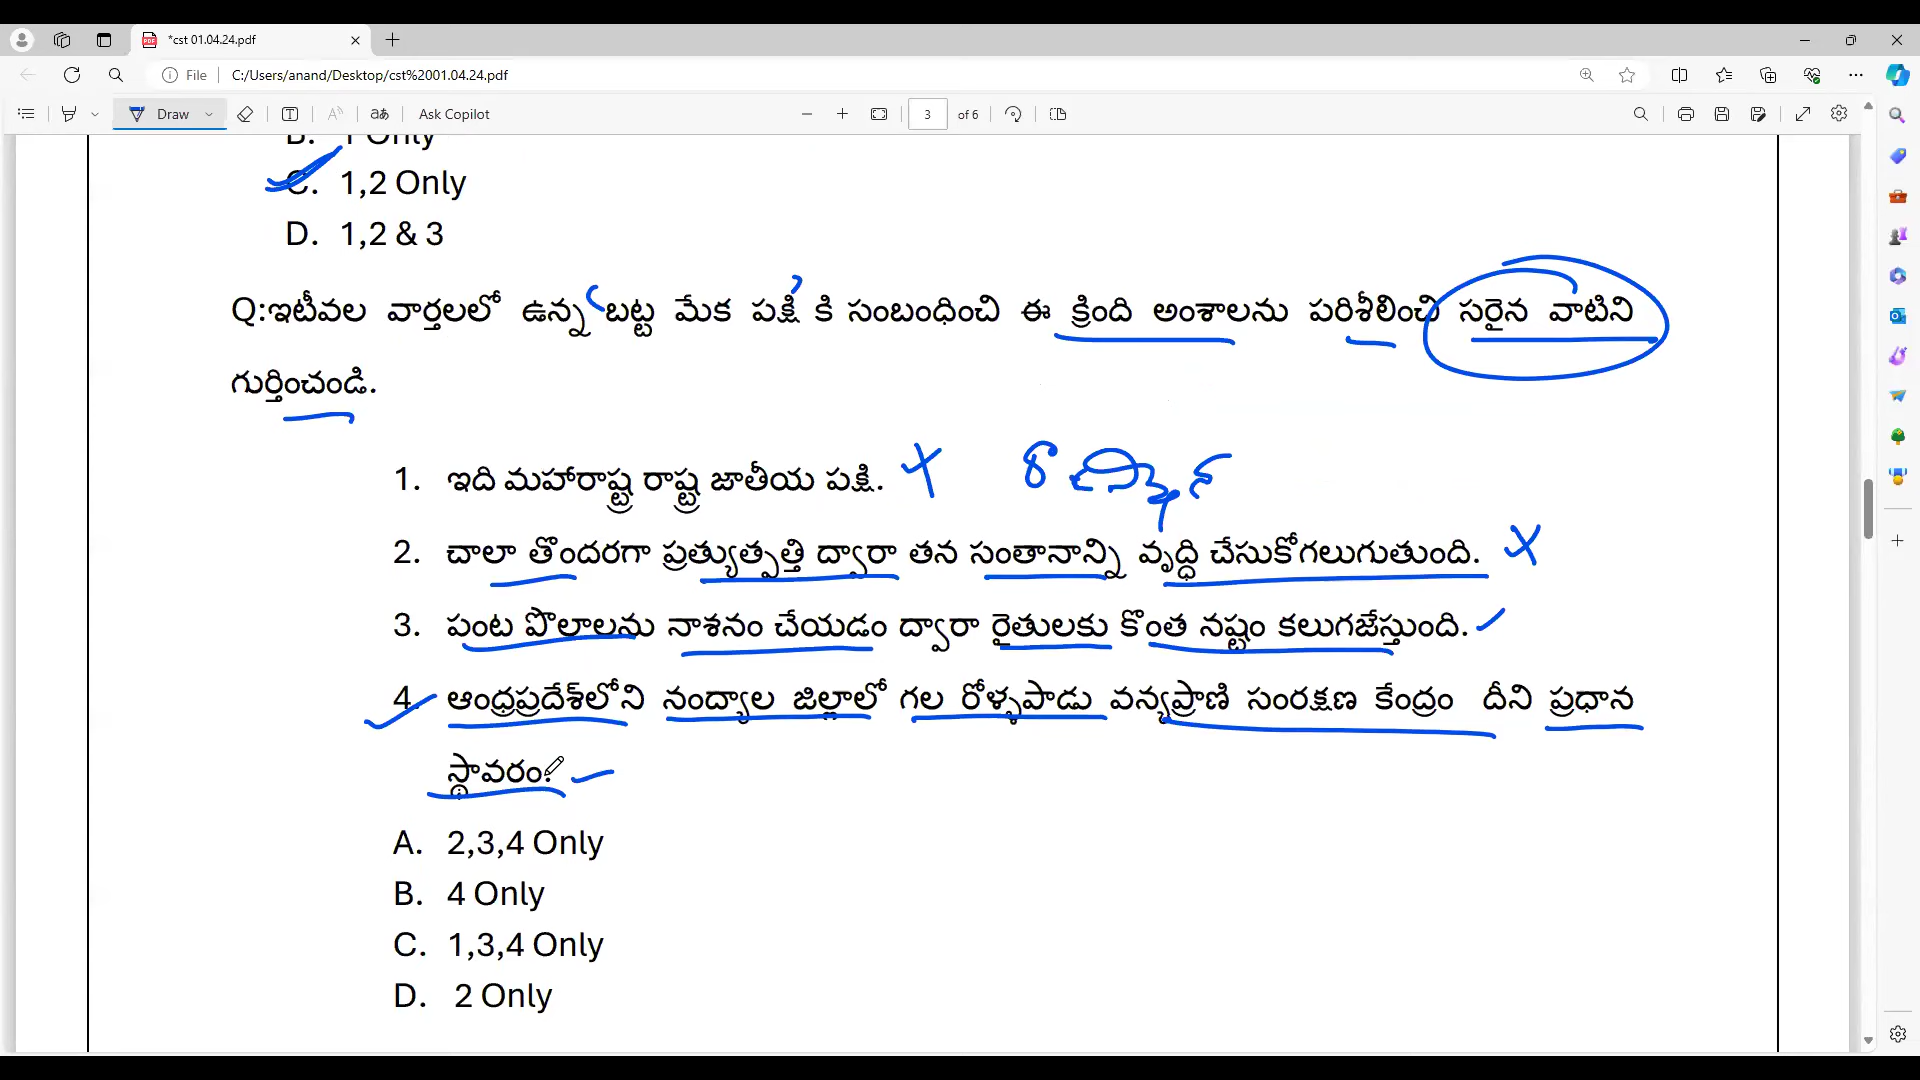 *cst 01.04.24.pdf
File C:/Users/anand/Desktop/cst%2001.04.24.pdf
Draw Ask Copilot 3 of 6
B. 1 Only
C. 1,2 Only
D. 1,2 & 3
Q:ఇటీవల వార్తలలో ఉన్న బట్ట మేక పక్షి కి సంబంధించి ఈ క్రింది అంశాలను పరిశీలించి సరైన వాటిని
గుర్తించండి.
1. ఇది మహారాష్ట్ర రాష్ట్ర జాతీయ పక్షి.
2. చాలా తొందరగా ప్రత్యుత్పత్తి ద్వారా తన సంతానాన్ని వృద్ధి చేసుకోగలుగుతుంది.
3. పంట పొలాలను నాశనం చేయడం ద్వారా రైతులకు కొంత నష్టం కలుగజేస్తుంది.
4. ఆంధ్రప్రదేశ్‌లోని నంద్యాల జిల్లాలో గల రోళ్ళపాడు వన్యప్రాణి సంరక్షణ కేంద్రం దీని ప్రధాన
స్థావరం.
A. 2,3,4 Only
B. 4 Only
C. 1,3,4 Only
D. 2 Only